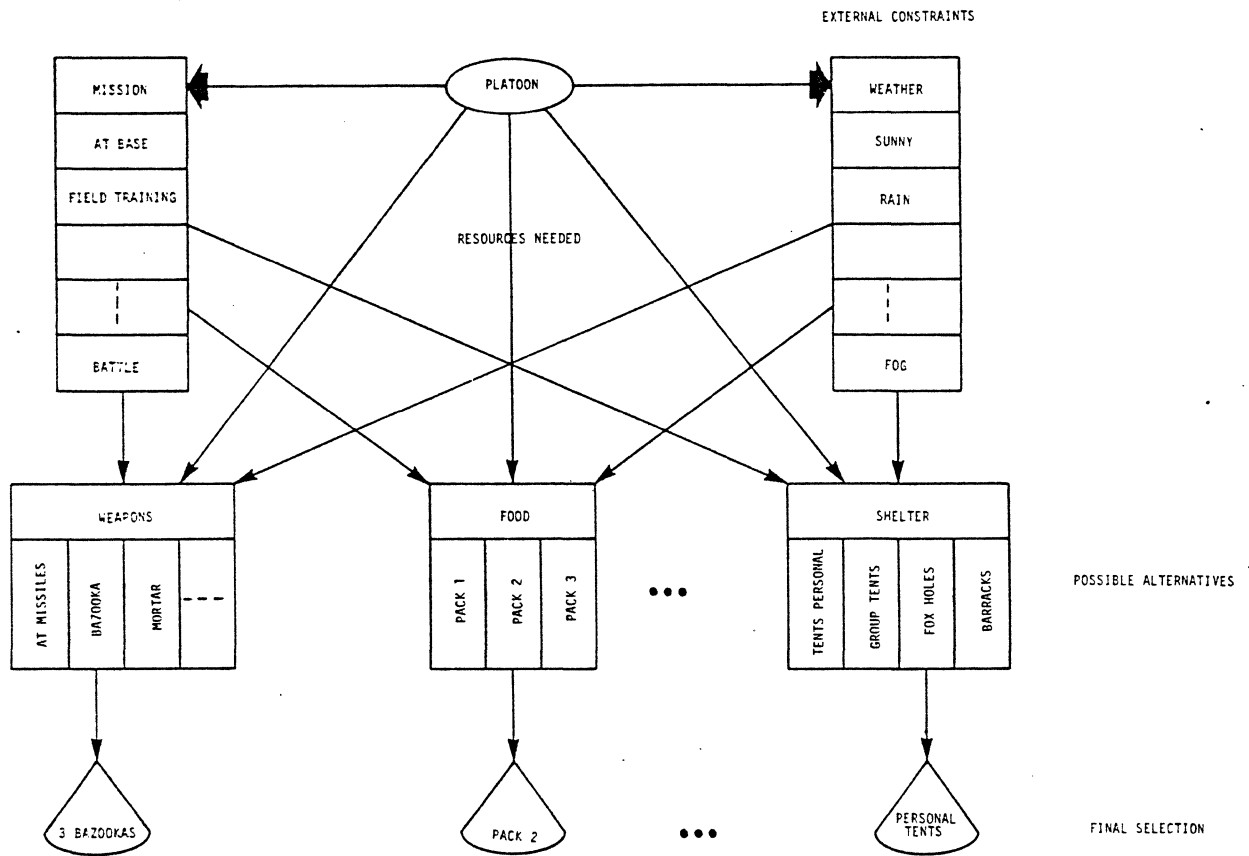 EXTERNAL CONSTRAINTS
MISSION
PLATOON
WEATHER
AT BASE
SUNNY
FIELD TRAINING
RAIN
RESOURCES NEEDED
BATTLE
FOG
WEAPONS
FOOD
SHELTER
AT MISSILES
BAZOOKA
MORTAR
PACK 1
PACK 2
PACK 3
TENTS PERSONAL
GROUP TENTS
FOX HOLES
BARRACKS
POSSIBLE ALTERNATIVES
3 BAZOOKAS
PACK 2
PERSONAL
TENTS
FINAL SELECTION